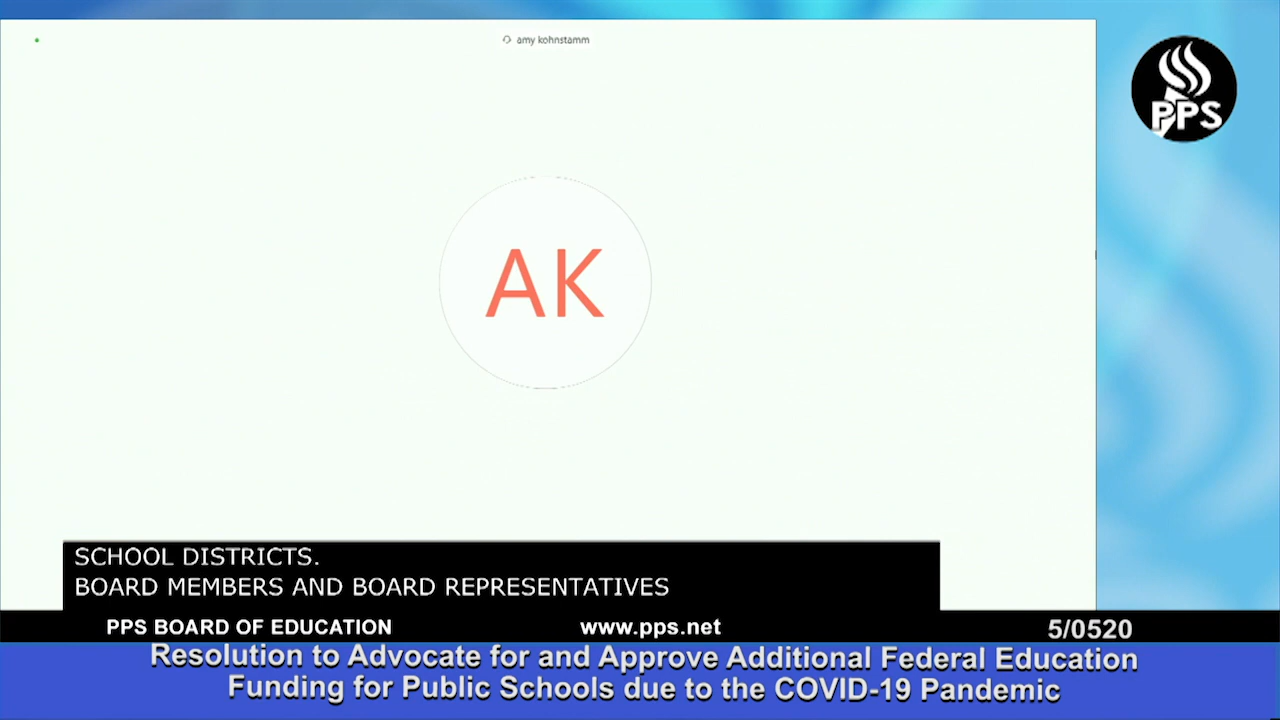 amy kohnstamm
PPS
AK
SCHOOL DISTRICTS.
BOARD MEMBERS AND BOARD REPRESENTATIVES
PPS BOARD OF EDUCATION www.pps.net 5/0520
Resolution to Advocate for and Approve Additional Federal Education
Funding for Public Schools due to the COVID-19 Pandemic